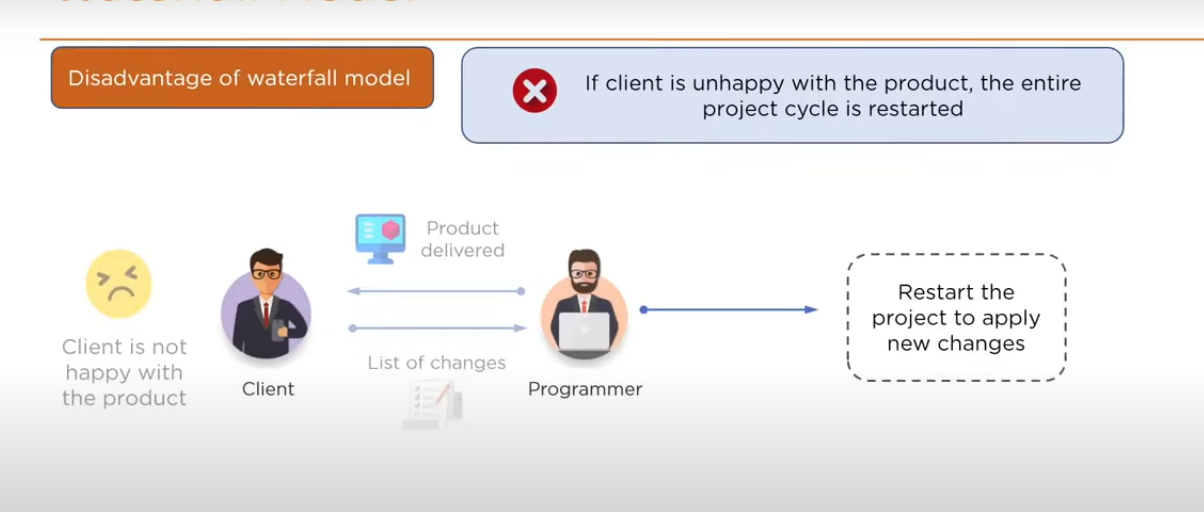 Disadvantage of waterfall model
If client is unhappy with the product, the entire
project cycle is restarted
Product
delivered
Client is not
happy with
the product
Client
List of changes
Programmer
Restart the
project to apply
new changes